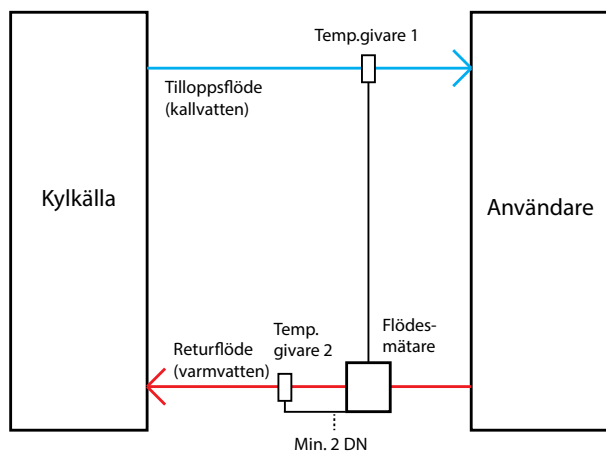 Temp.givare 1
Tilloppsflöde
(kallvatten)
Kylkälla
Användare
Temp.
givare 2
Flödes-
mätare
Returflöde
(varmvatten)
Min. 2 DN